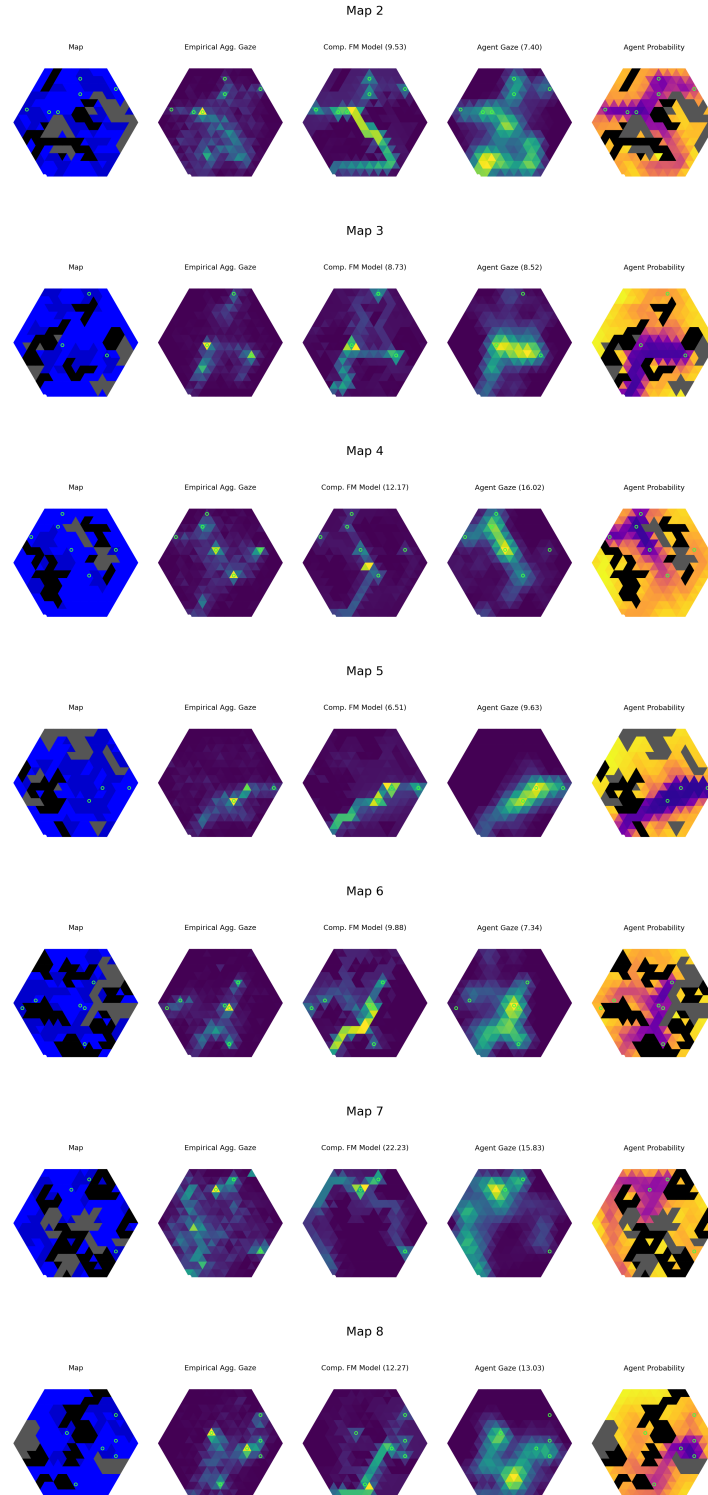 Map 2
Map Empirical Agg. Gaze Comp. FM Model (9.53) Agent Gaze (7.40) Agent Probability
Map 3
Map Empirical Agg. Gaze Comp. FM Model (8.73) Agent Gaze (8.52) Agent Probability
Map 4
Map Empirical Agg. Gaze Comp. FM Model (12.17) Agent Gaze (16.02) Agent Probability
Map 5
Map Empirical Agg. Gaze Comp. FM Model (6.51) Agent Gaze (9.63) Agent Probability
Map 6
Map Empirical Agg. Gaze Comp. FM Model (9.88) Agent Gaze (7.34) Agent Probability
Map 7
Map Empirical Agg. Gaze Comp. FM Model (22.23) Agent Gaze (15.83) Agent Probability
Map 8
Map Empirical Agg. Gaze Comp. FM Model (12.27) Agent Gaze (13.03) Agent Probability